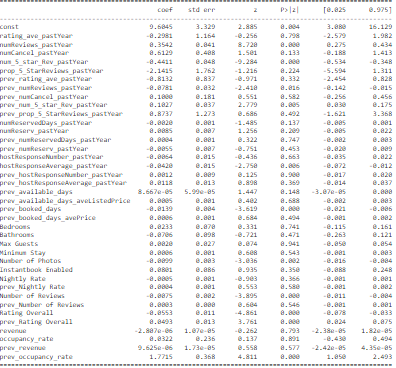 coef std err z P>|z| [0.025 0.975]
const 9.6045 3.329 2.885 0.004 3.080 16.129
rating_ave_pastYear -0.2981 1.164 -0.256 0.798 -2.579 1.982
numReviews_pastYear 0.3542 0.041 8.720 0.000 0.275 0.434
numCancel_pastYear 0.6129 0.408 1.501 0.133 -0.188 1.413
num_5_star_Rev_pastYear -0.4411 0.048 -9.284 0.000 -0.534 -0.348
prop_5_StarReviews_pastYear -2.1415 1.762 -1.216 0.224 -5.594 1.311
prev_rating_ave_pastYear -0.8132 0.837 -0.971 0.332 -2.454 0.828
prev_numReviews_pastYear -0.0781 0.032 -2.410 0.016 -0.142 -0.015
prev_numCancel_pastYear 0.1000 0.181 0.551 0.582 -0.256 0.456
prev_num_5_star_Rev_pastYear 0.1027 0.037 2.779 0.005 0.030 0.175
prev_prop_5_StarReviews_pastYear 0.8737 1.273 0.686 0.492 -1.621 3.368
numReservedDays_pastYear -0.0020 0.001 -1.485 0.137 -0.005 0.001
numReserv_pastYear 0.0085 0.007 1.256 0.209 -0.005 0.022
prev_numReservedDays_pastYear 0.0004 0.001 0.322 0.747 -0.002 0.003
prev_numReserv_pastYear -0.0055 0.007 -0.751 0.453 -0.020 0.009
hostResponseNumber_pastYear -0.0064 0.015 -0.436 0.663 -0.035 0.022
hostResponseAverage_pastYear -0.0420 0.015 -2.750 0.006 -0.072 -0.012
prev_hostResponseNumber_pastYear 0.0012 0.009 0.125 0.900 -0.017 0.020
prev_hostResponseAverage_pastYear 0.0118 0.013 0.898 0.369 -0.014 0.037
prev_available_days 8.667e-05 5.99e-05 1.447 0.148 -3.07e-05 0.000
prev_available_days_aveListedPrice 0.0005 0.001 0.402 0.688 -0.002 0.003
prev_booked_days -0.0139 0.004 -3.619 0.000 -0.021 -0.006
prev_booked_days_avePrice 0.0006 0.001 0.684 0.494 -0.001 0.002
Bedrooms 0.0233 0.070 0.331 0.741 -0.115 0.161
Bathrooms -0.0706 0.098 -0.721 0.471 -0.263 0.121
Max Guests 0.0020 0.027 0.074 0.941 -0.050 0.054
Minimum Stay 0.0006 0.001 0.608 0.543 -0.001 0.003
Number of Photos -0.0099 0.003 -3.036 0.002 -0.016 -0.004
Instantbook Enabled 0.0801 0.086 0.935 0.350 -0.088 0.248
Nightly Rate -0.0005 0.001 -0.903 0.366 -0.001 0.001
prev_Nightly Rate 0.0004 0.001 0.553 0.580 -0.001 0.002
Number of Reviews -0.0075 0.002 -3.895 0.000 -0.011 -0.004
prev_Number of Reviews 0.0003 0.000 0.604 0.546 -0.001 0.001
Rating Overall -0.0553 0.011 -4.861 0.000 -0.078 -0.033
prev_Rating Overall 0.0493 0.013 3.761 0.000 0.024 0.075
revenue -2.807e-06 1.07e-05 -0.262 0.793 -2.38e-05 1.82e-05
occupancy_rate 0.0322 0.236 0.137 0.891 -0.430 0.494
prev_revenue 9.625e-06 1.73e-05 0.558 0.577 -2.42e-05 4.35e-05
prev_occupancy_rate 1.7715 0.368 4.811 0.000 1.050 2.493